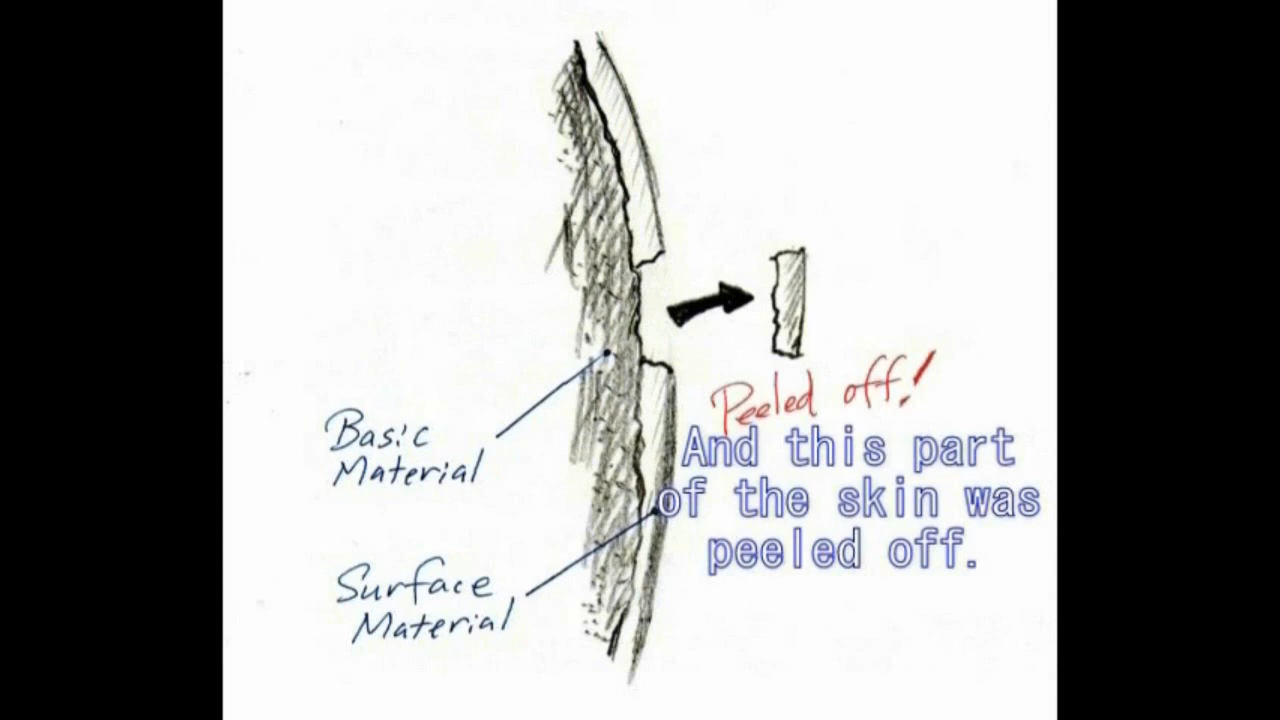 Peeled off!
Basic
Material
And this part
of the skin was
peeled off.
Surface
Material